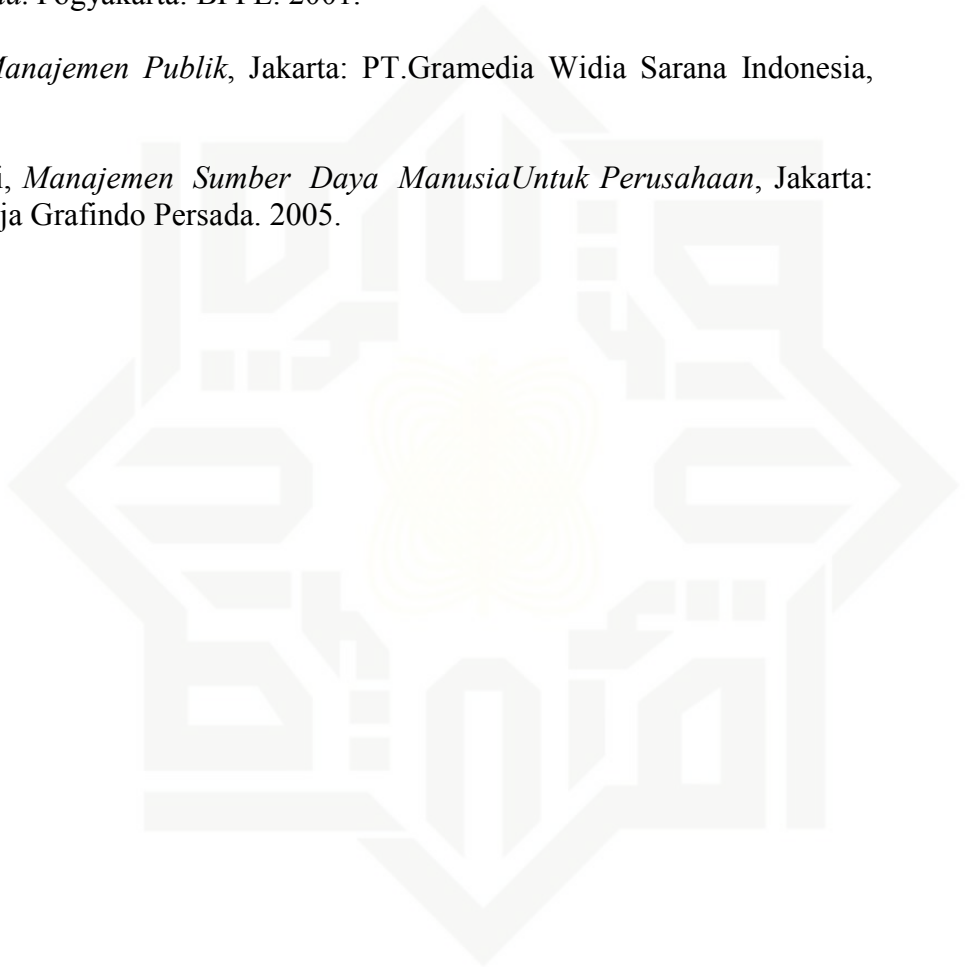 Yogyakarta: BPFE. 2001.
Manajemen Publik, Jakarta: PT.Gramedia Widia Sarana Indonesia,
i, Manajemen Sumber Daya ManusiaUntuk Perusahaan, Jakarta:
ja Grafindo Persada. 2005.